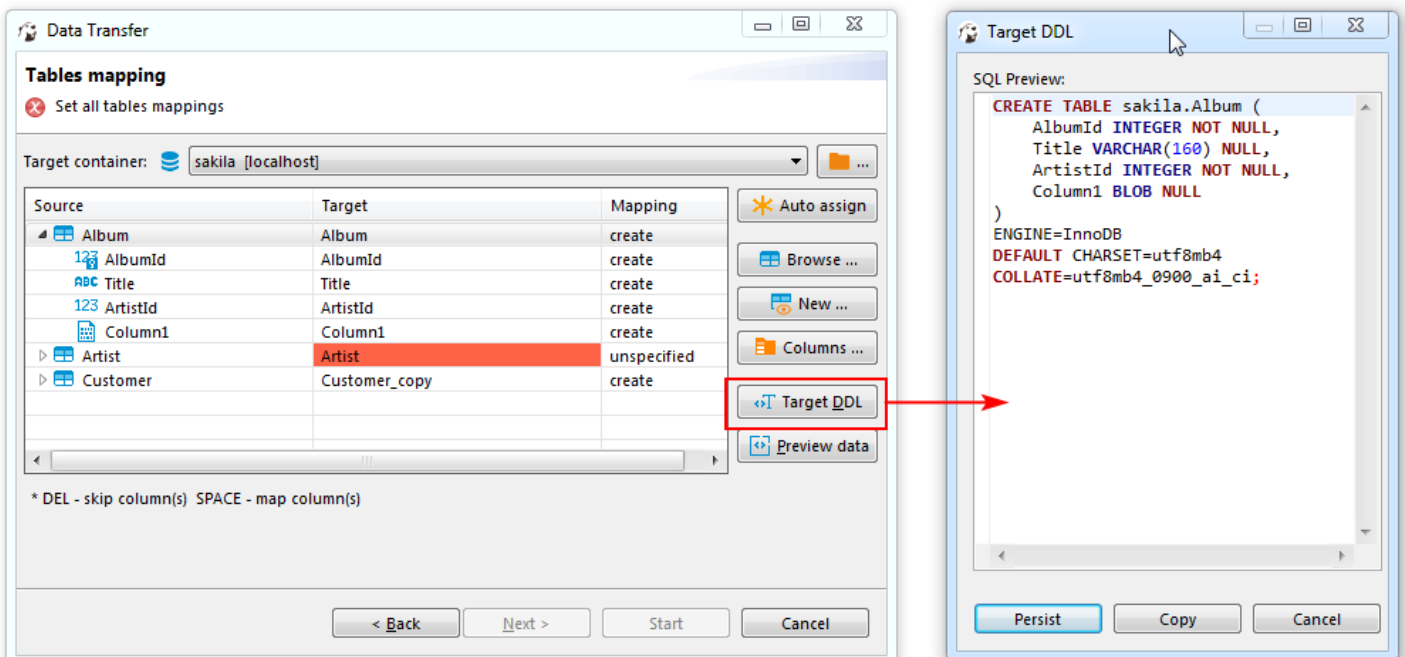 Data Transfer
Tables mapping
Set all tables mappings
Target container: sakila [localhost] ...
Source Target Mapping
Album Album create
123 AlbumId AlbumId create
ABC Title Title create
123 ArtistId ArtistId create
Column1 Column1 create
Artist Artist unspecified
Customer Customer_copy create
Auto assign
Browse ...
New ...
Columns ...
Target DDL
Preview data
* DEL - skip column(s) SPACE - map column(s)
< Back Next > Start Cancel
Target DDL
SQL Preview:
CREATE TABLE sakila.Album (
AlbumId INTEGER NOT NULL,
Title VARCHAR(160) NULL,
ArtistId INTEGER NOT NULL,
Column1 BLOB NULL
)
ENGINE=InnoDB
DEFAULT CHARSET=utf8mb4
COLLATE=utf8mb4_0900_ai_ci;
Persist Copy Cancel